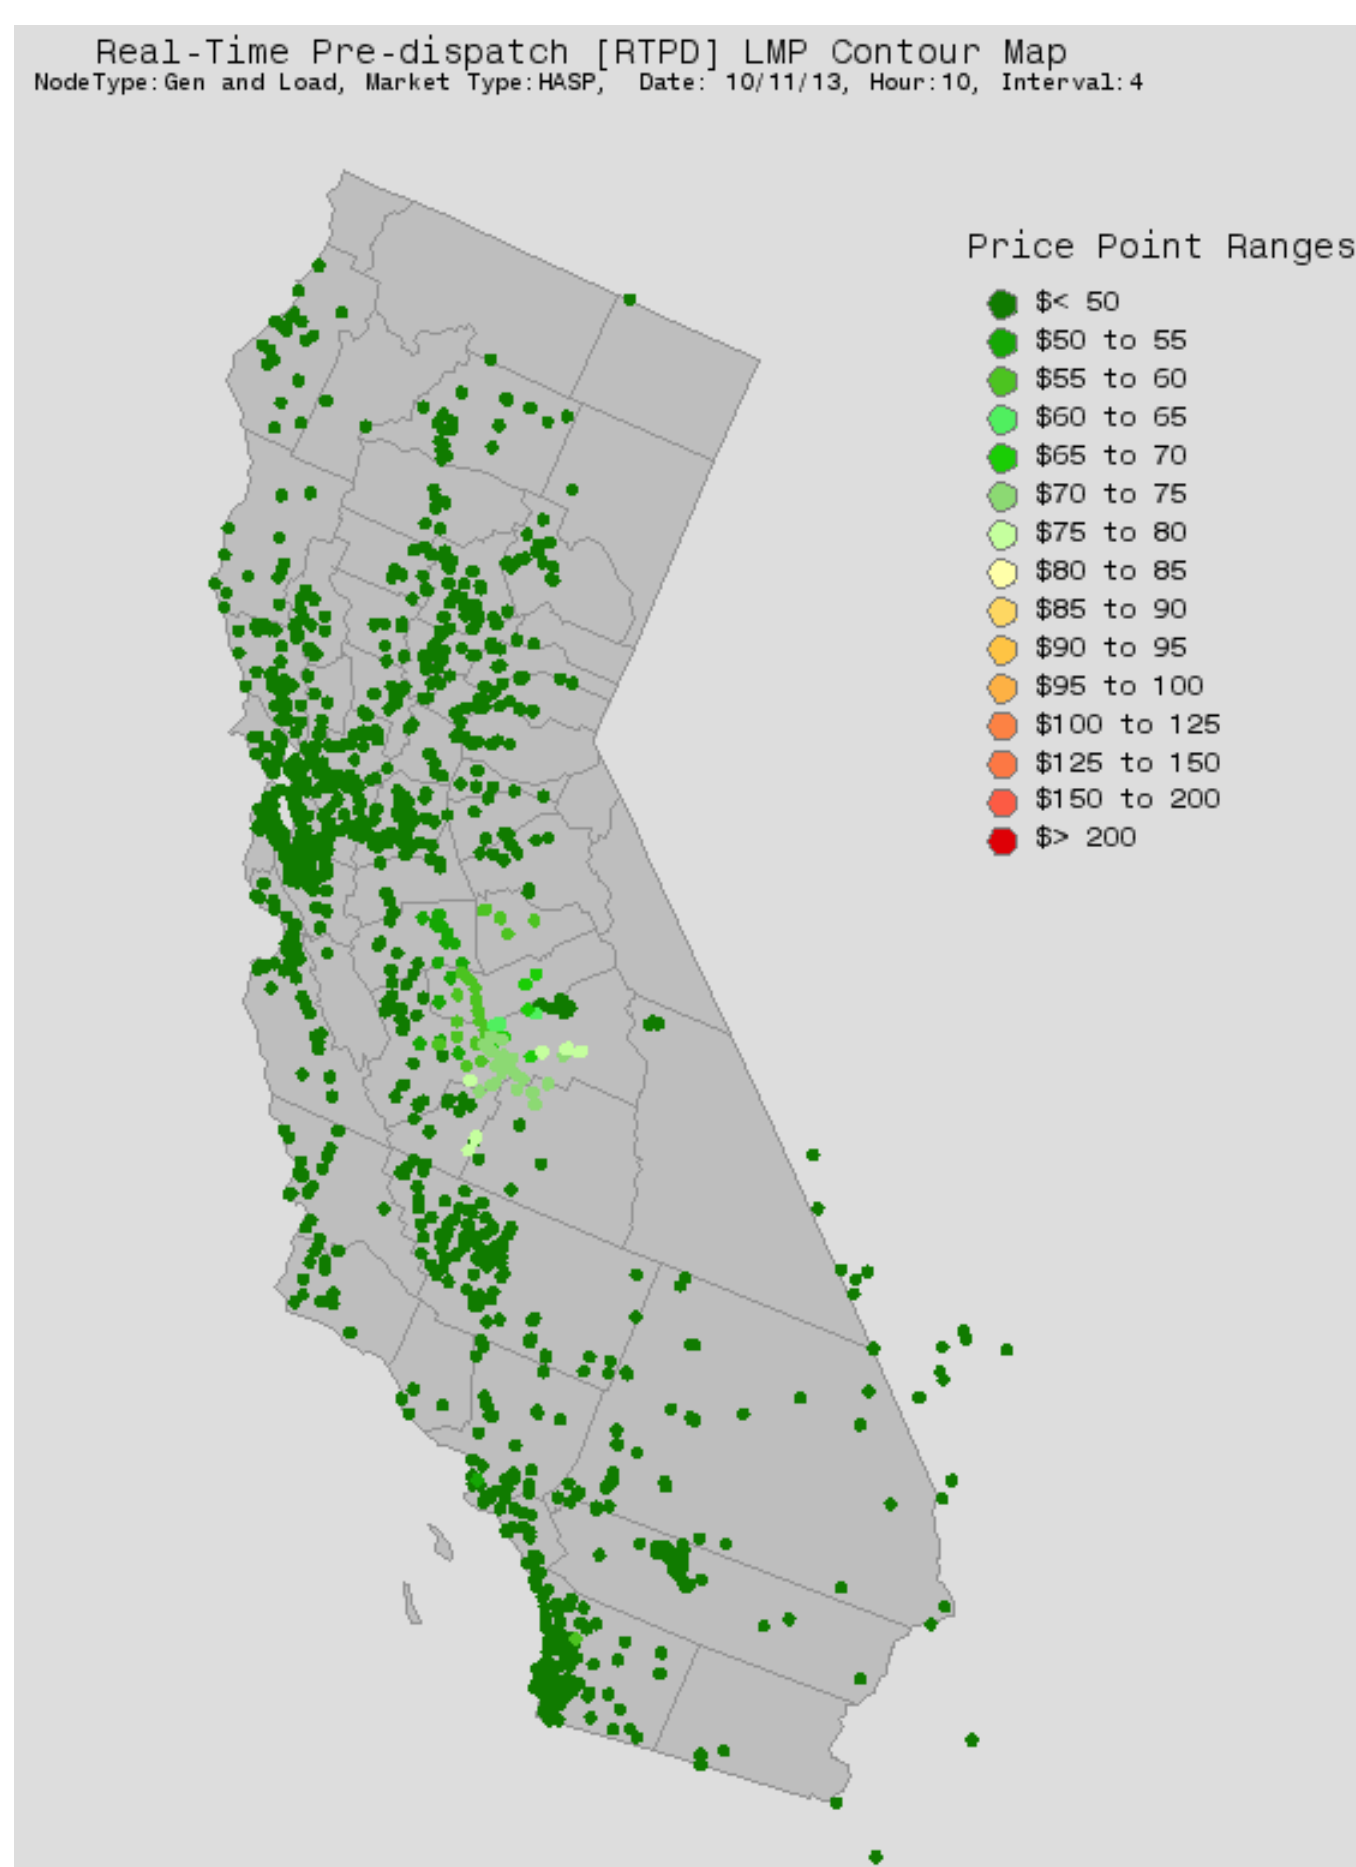 Real-Time Pre-dispatch [RTPD] LMP Contour Map
NodeType:Gen and Load, Market Type:HASP, Date: 10/11/13, Hour:10, Interval:4
Price Point Ranges
$< 50
$50 to 55
$55 to 60
$60 to 65
$65 to 70
$70 to 75
$75 to 80
$80 to 85
$85 to 90
$90 to 95
$95 to 100
$100 to 125
$125 to 150
$150 to 200
$> 200